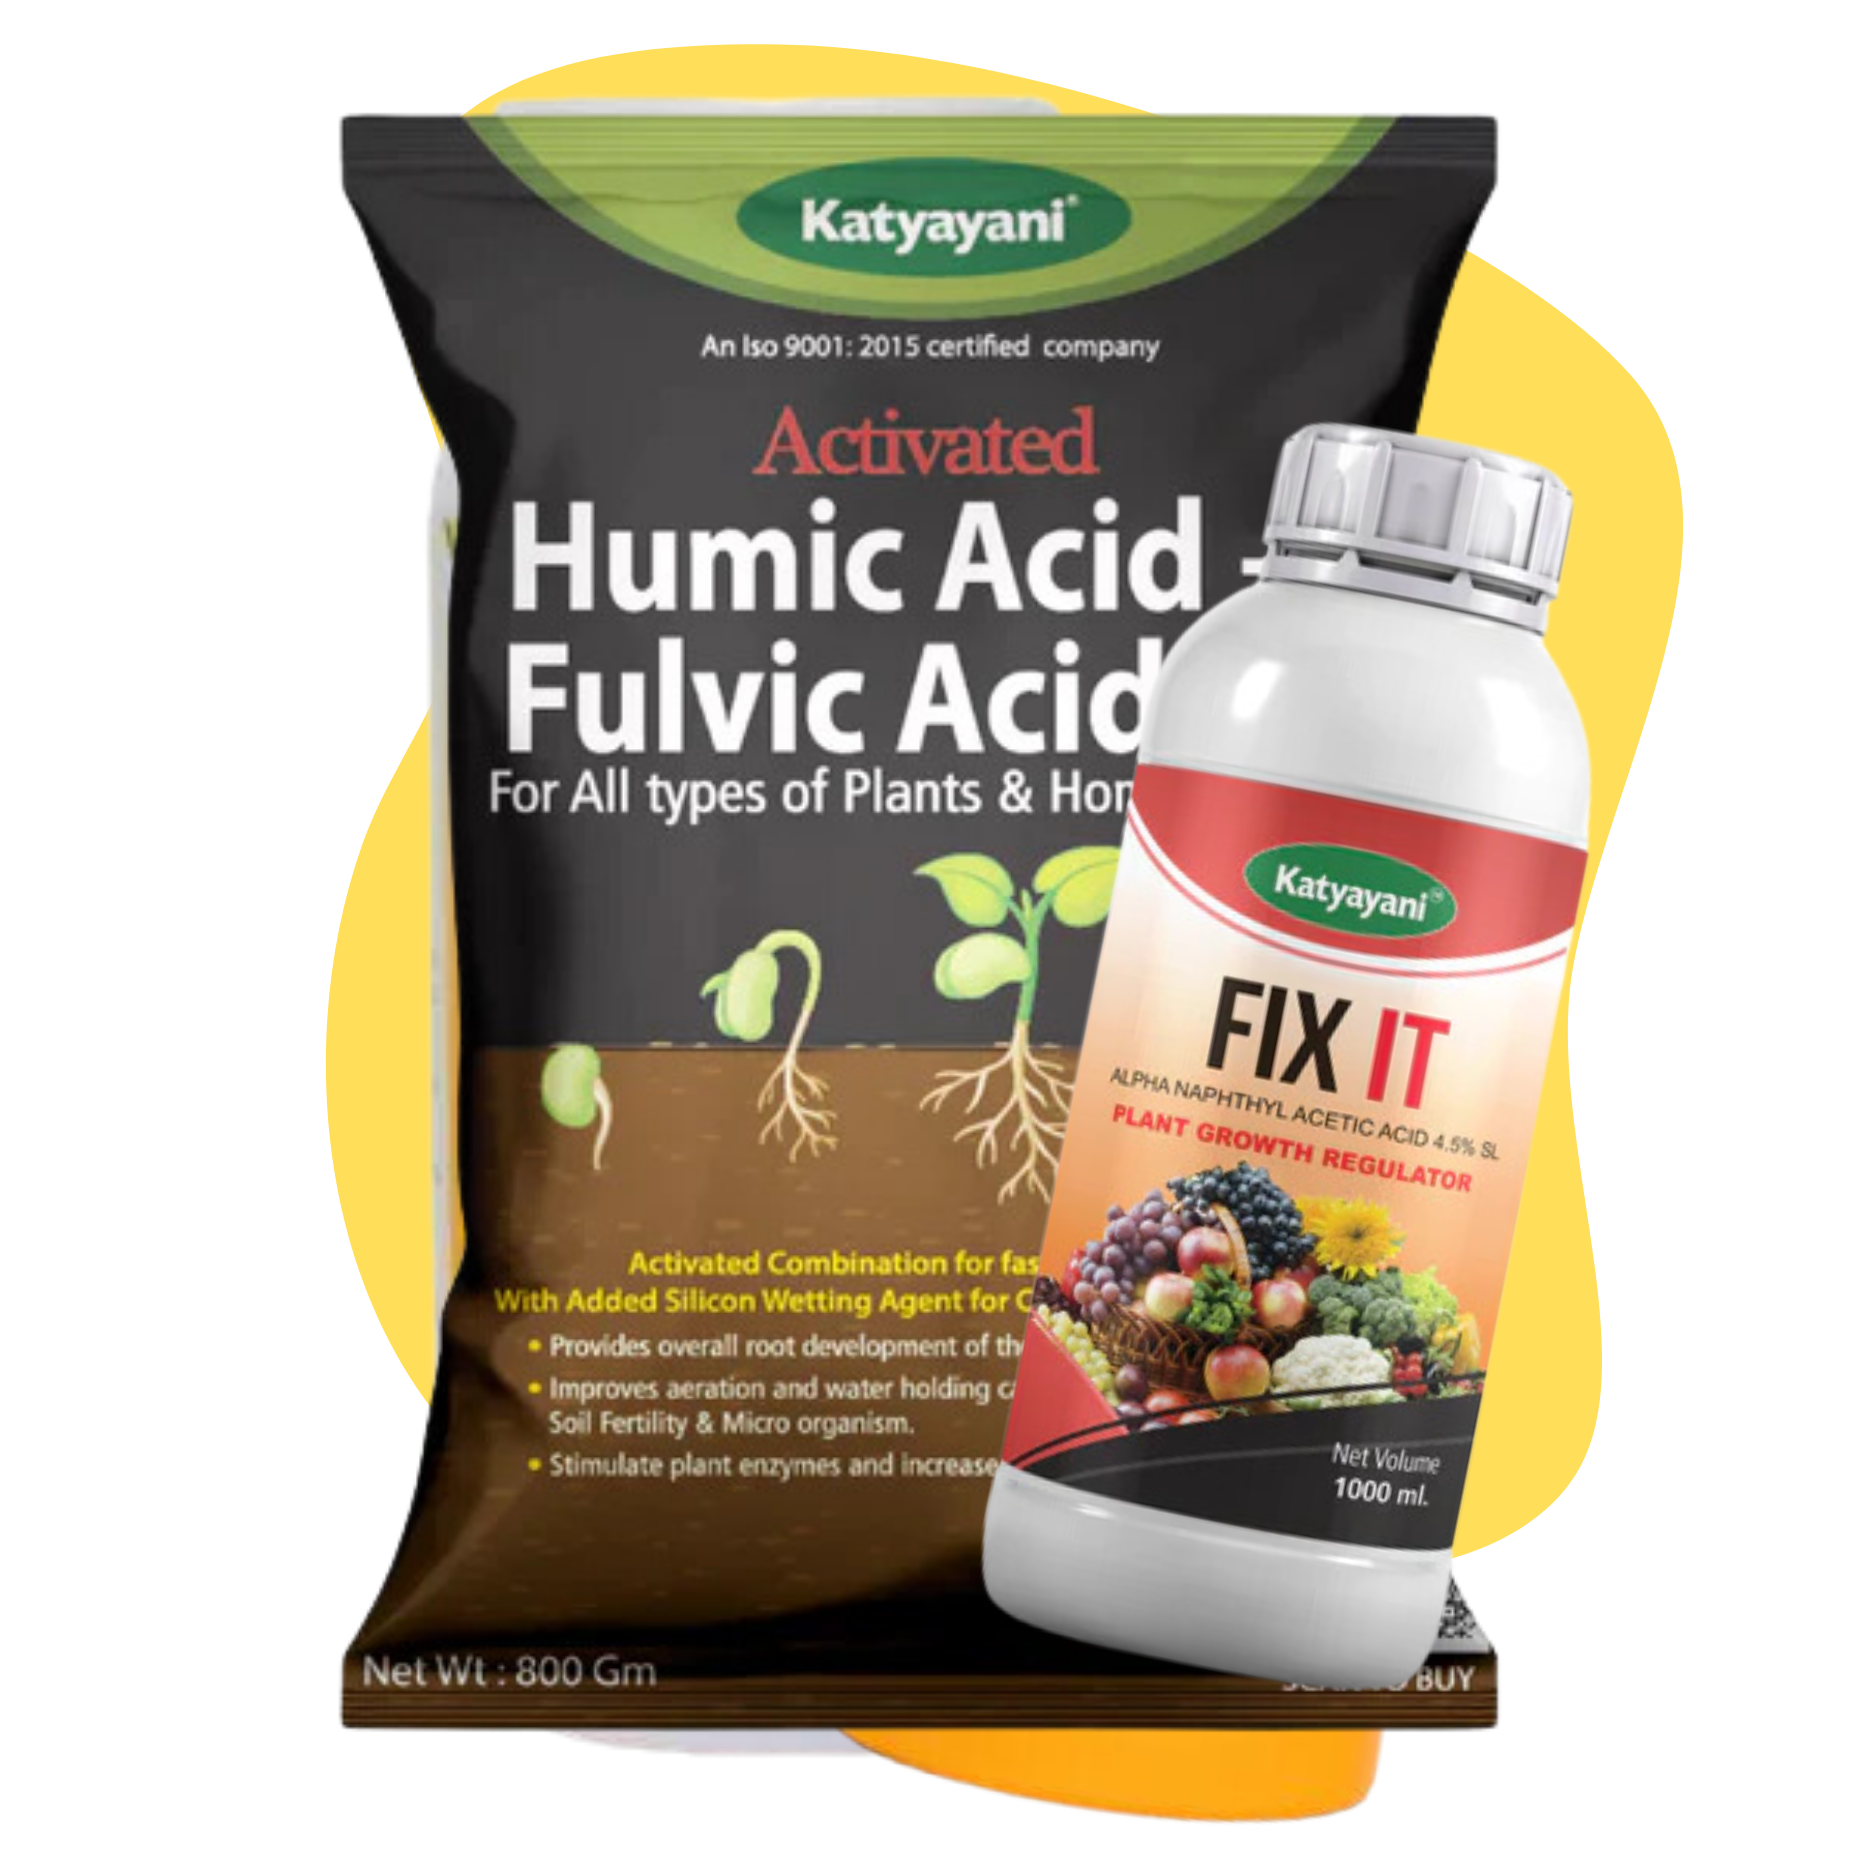 Katyayani®
An Iso 9001: 2015 certified company
Activated
Humic Acid -
Fulvic Acid
For All types of Plants &
Activated Combination for
With Added Silicon Wetting Agent for
• Provides overall root development of
• Improves aeration and water holding
Soil Fertility & Micro organism.
• Stimulate plant enzymes and increase
Net Wt : 800 Gm
BUY
Katyayani™
FIX IT
ALPHA NAPHTHYL ACETIC ACID 4.5% SL
PLANT GROWTH REGULATOR
Net Volume
1000 ml.